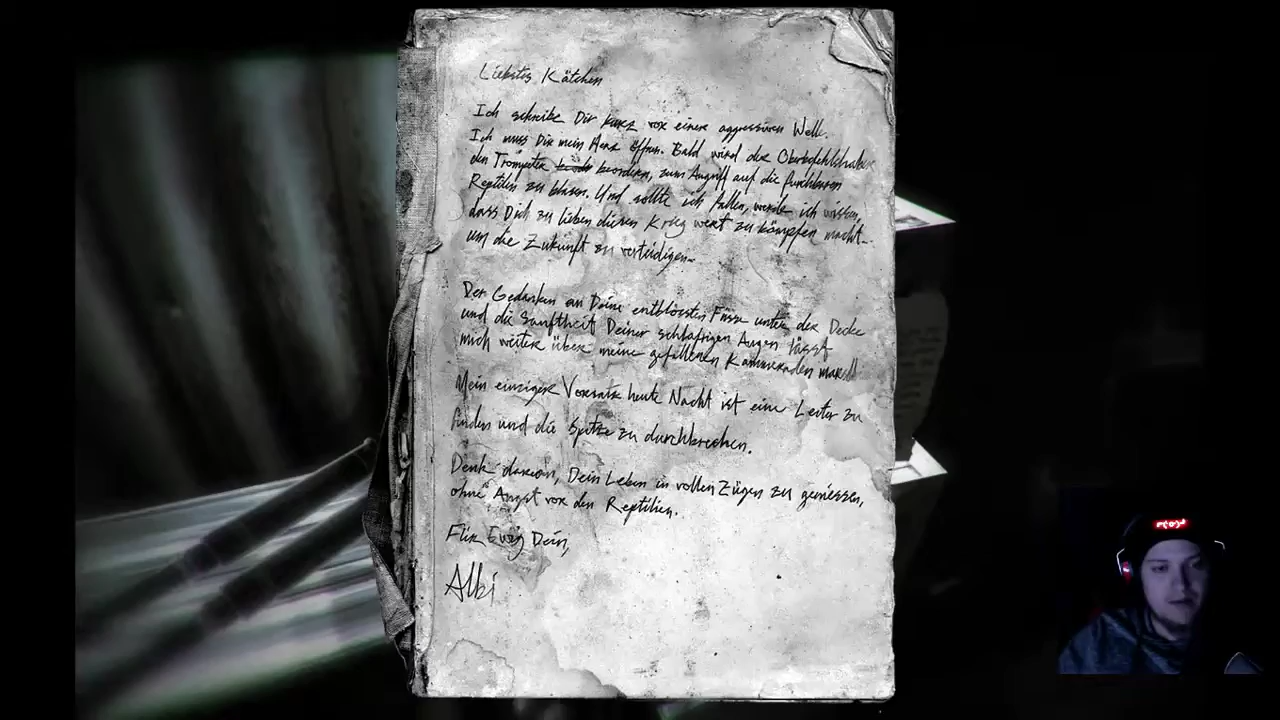 Liebstes Kätchen
Ich schreibe Dir kurz vor einer aggressiven Welle.
Ich muss Dir mein Herz öffnen. Bald wird der Oberbefehlshaber
den Trompeter beordern, zum Angriff auf die furchtbaren
Reptilien zu blasen. Und sollte ich fallen, werde ich wissen,
dass Dich zu lieben diesen Krieg wert zu kämpfen macht...
um die Zukunft zu verteidigen...
Der Gedanken an Deine entblössten Füsse unter der Decke
und die Sanftheit Deiner schläfrigen Augen lässt
mich weiter über meine gefallenen Kammeraden
Mein einziger Vorsatz heute Nacht ist eine Leiter zu
finden und die Spitze zu durchbrechen.
Denk daran, Dein Leben in vollen Zügen zu geniessen,
ohne Angst vor den Reptilien.
Für Ewig Dein,
Albi